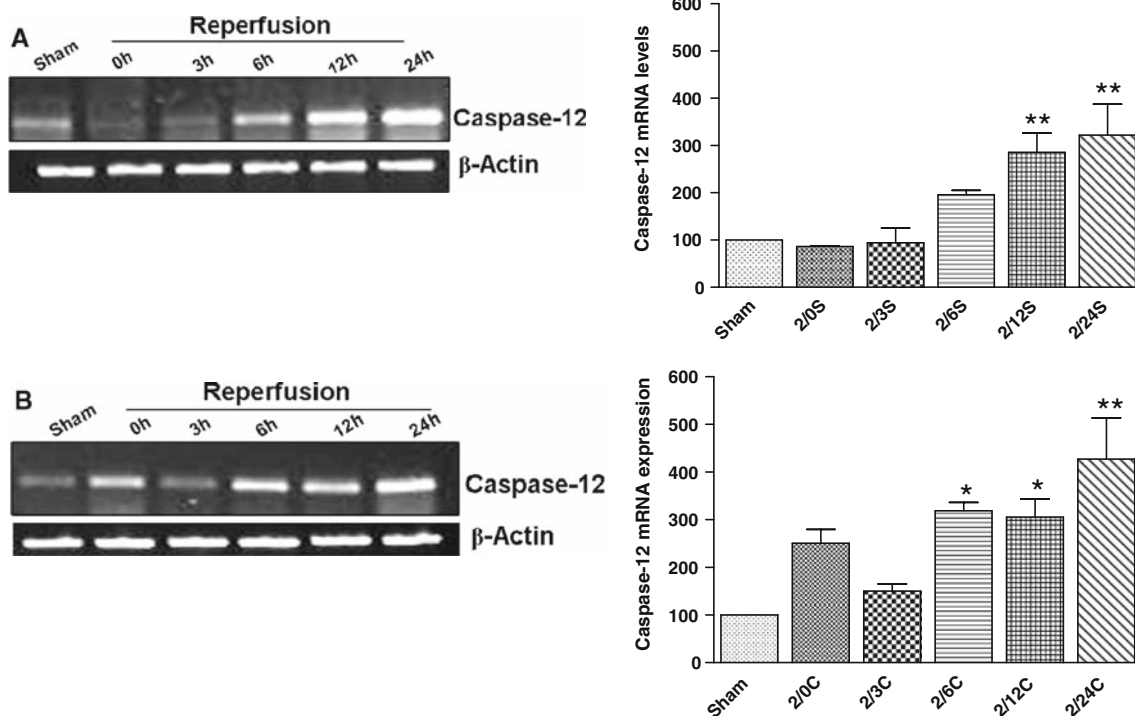 A
Reperfusion
Sham 0h 3h 6h 12h 24h
Caspase-12
β-Actin
Caspase-12 mRNA levels
600
500
400
300
200
100
0
**
**
Sham 2/0S 2/3S 2/6S 2/12S 2/24S
B
Reperfusion
Sham 0h 3h 6h 12h 24h
Caspase-12
β-Actin
Caspase-12 mRNA expression
600
500
400
300
200
100
0
*
*
**
Sham 2/0C 2/3C 2/6C 2/12C 2/24C